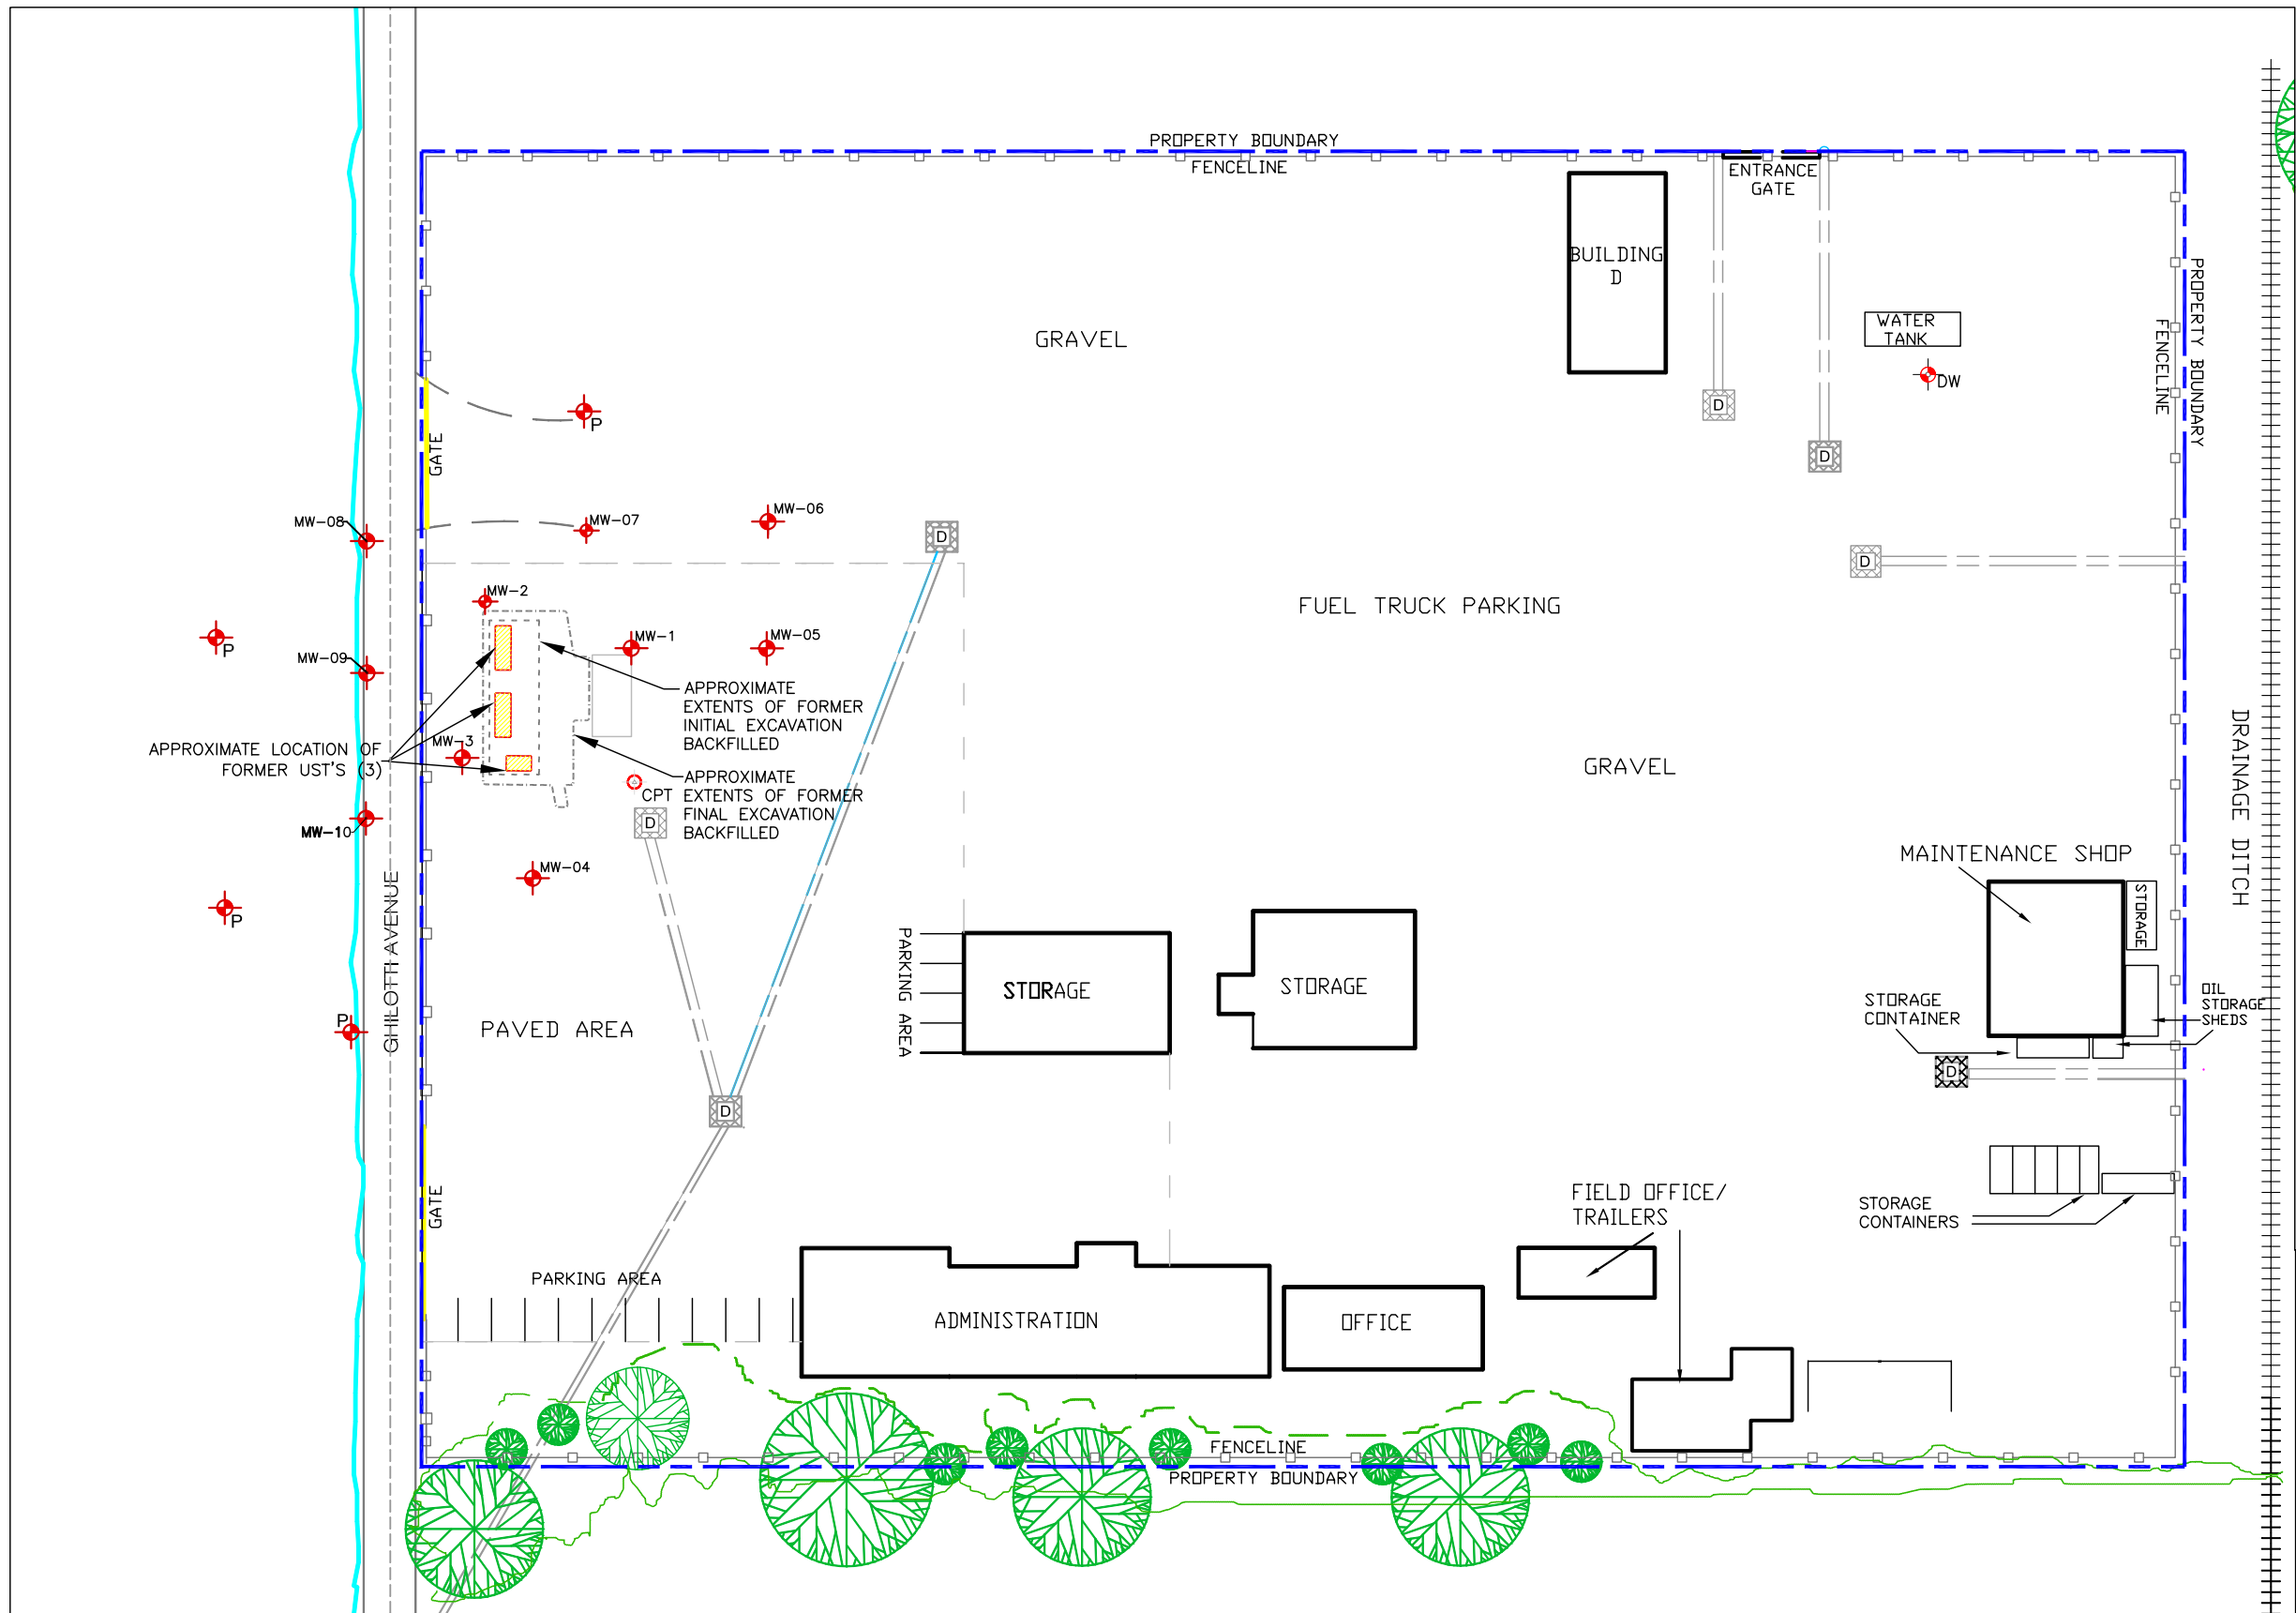 PROPERTY BOUNDARY
FENCELINE
ENTRANCE
GATE
BUILDING
D
PROPERTY BOUNDARY
FENCELINE
WATER
TANK
DW
GRAVEL
D
D
P
GATE
MW-06
MW-07
MW-08
D
D
MW-2
FUEL TRUCK PARKING
P
MW-1
MW-05
MW-09
APPROXIMATE
EXTENTS OF FORMER
INITIAL EXCAVATION
BACKFILLED
MW-3
APPROXIMATE LOCATION OF
FORMER UST'S (3)
GRAVEL
DRAINAGE DITCH
CPT
APPROXIMATE
EXTENTS OF FORMER
FINAL EXCAVATION
BACKFILLED
D
MW-10
MW-04
MAINTENANCE SHOP
P
GHILOTTI AVENUE
STORAGE
PARKING AREA
STORAGE
STORAGE
STORAGE
CONTAINER
OIL
STORAGE
SHEDS
P
PAVED AREA
D
D
GATE
FIELD OFFICE/
TRAILERS
STORAGE
CONTAINERS
PARKING AREA
ADMINISTRATION
OFFICE
FENCELINE
PROPERTY BOUNDARY